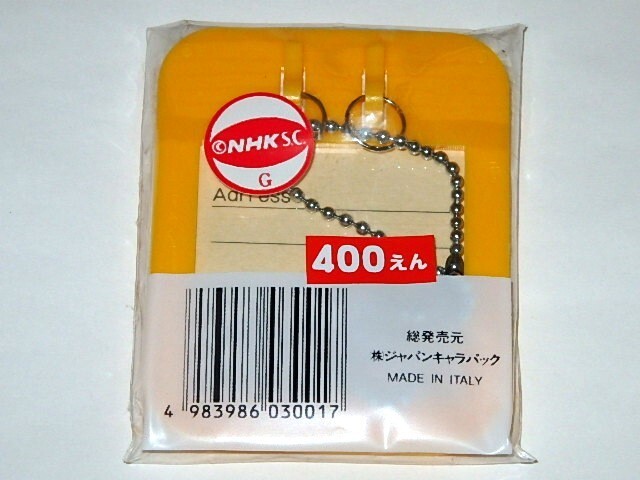 ©NHK S.C.
G
Adrress
400えん
総発売元
㈱ジャパンキャラパック
MADE IN ITALY
4 983986 030017